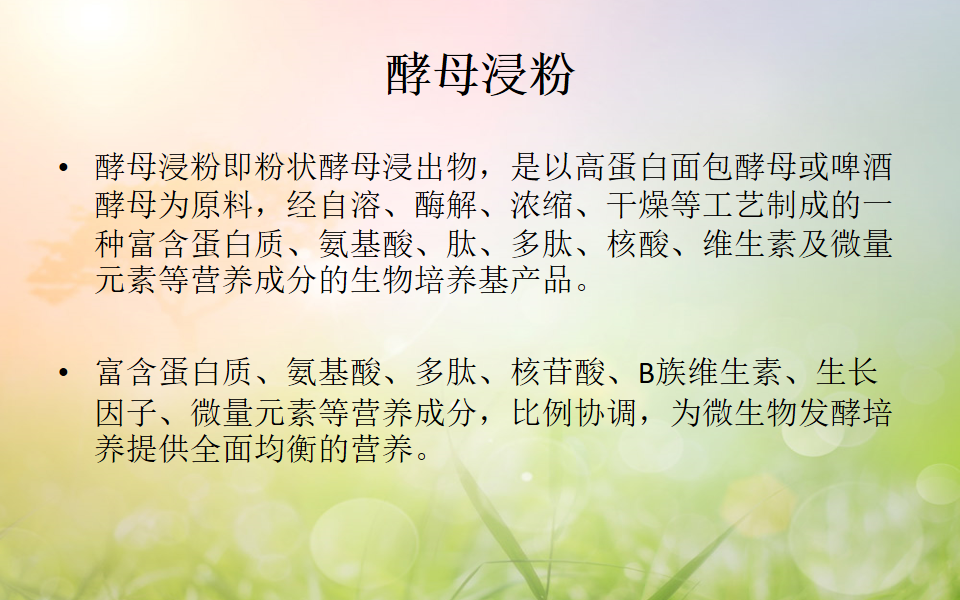 酵母浸粉
• 酵母浸粉即粉状酵母浸出物，是以高蛋白面包酵母或啤酒
酵母为原料，经自溶、酶解、浓缩、干燥等工艺制成的一
种富含蛋白质、氨基酸、肽、多肽、核酸、维生素及微量
元素等营养成分的生物培养基产品。
• 富含蛋白质、氨基酸、多肽、核苷酸、B族维生素、生长
因子、微量元素等营养成分，比例协调，为微生物发酵培
养提供全面均衡的营养。